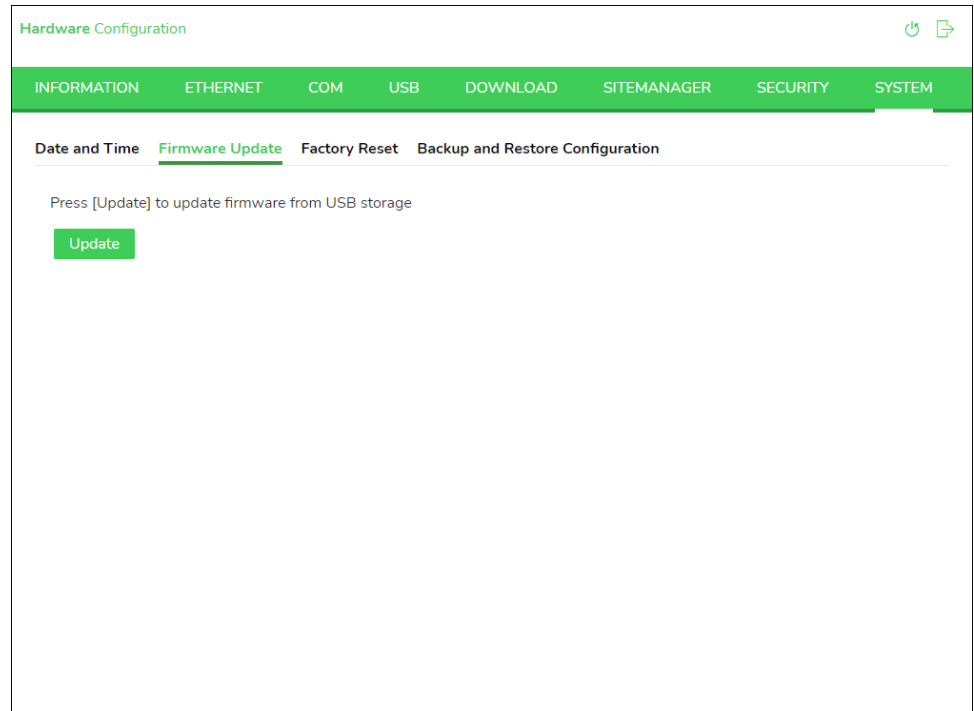 Hardware Configuration
INFORMATION ETHERNET COM USB DOWNLOAD SITEMANAGER SECURITY SYSTEM
Date and Time Firmware Update Factory Reset Backup and Restore Configuration
Press [Update] to update firmware from USB storage
Update